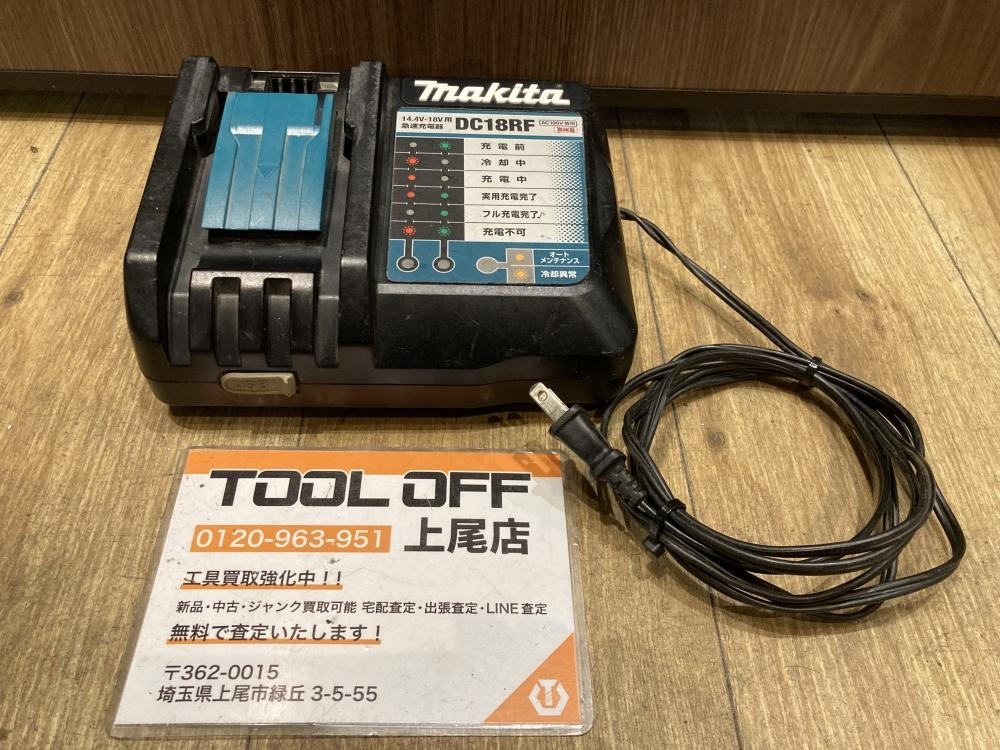 makita
14.4V-18V用
急速充電器
DC18RF
AC100V専用
充電前
冷却中
充電中
実用充電完了
フル充電完了♪
充電不可
オート
メンテナンス
冷却異常
USB
TOOL OFF
0120-963-951 上尾店
工具買取強化中!!
新品・中古・ジャンク買取可能 宅配査定・出張査定・LINE査定
無料で査定いたします!
〒362-0015
埼玉県上尾市緑丘 3-5-55